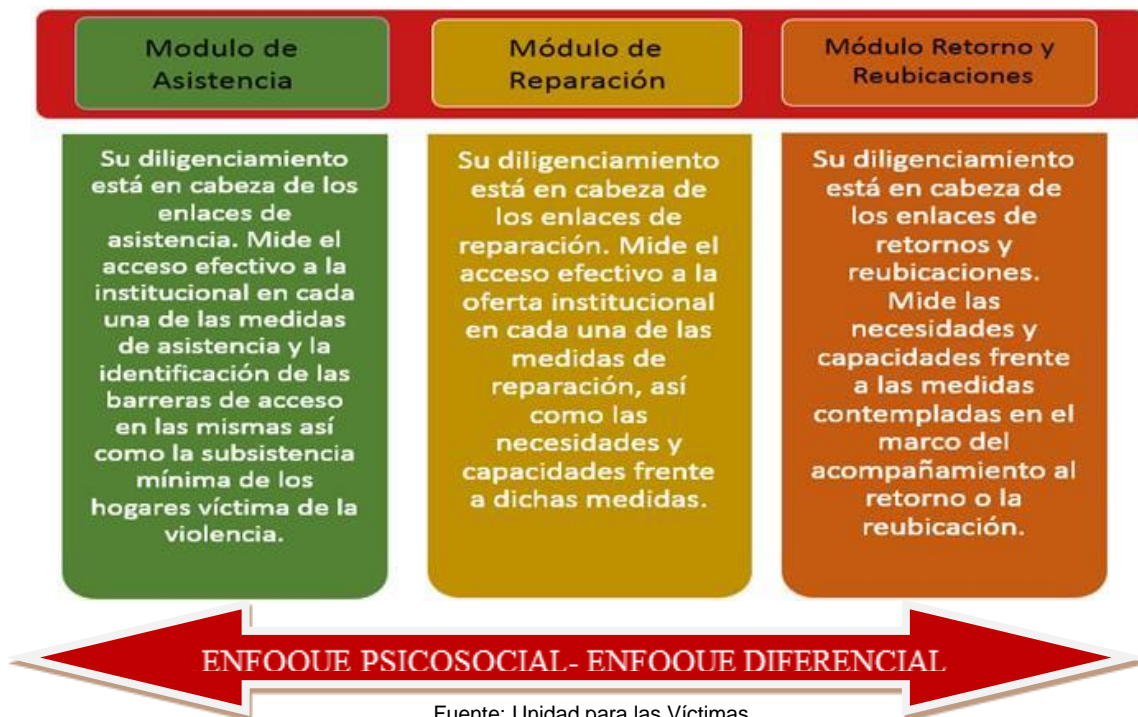 Modulo de
Asistencia
Módulo de
Reparación
Módulo Retorno y
Reubicaciones
Su diligenciamiento
está en cabeza de los
enlaces de
asistencia. Mide el
acceso efectivo a la
institucional en cada
una de las medidas
de asistencia y la
identificación de las
barreras de acceso
en las mismas así
como la subsistencia
mínima de los
hogares víctima de la
violencia.
Su diligenciamiento
está en cabeza de
los enlaces de
reparación. Mide el
acceso efectivo a la
oferta institucional
en cada una de las
medidas de
reparación, así
como las
necesidades y
capacidades frente
a dichas medidas.
Su diligenciamiento
está en cabeza de
los enlaces de
retornos y
reubicaciones.
Mide las
necesidades y
capacidades frente
a las medidas
contempladas en el
marco del
acompañamiento al
retorno o la
reubicación.
ENFOQUE PSICOSOCIAL- ENFOQUE DIFERENCIAL
Fuente: Unidad para las Víctimas